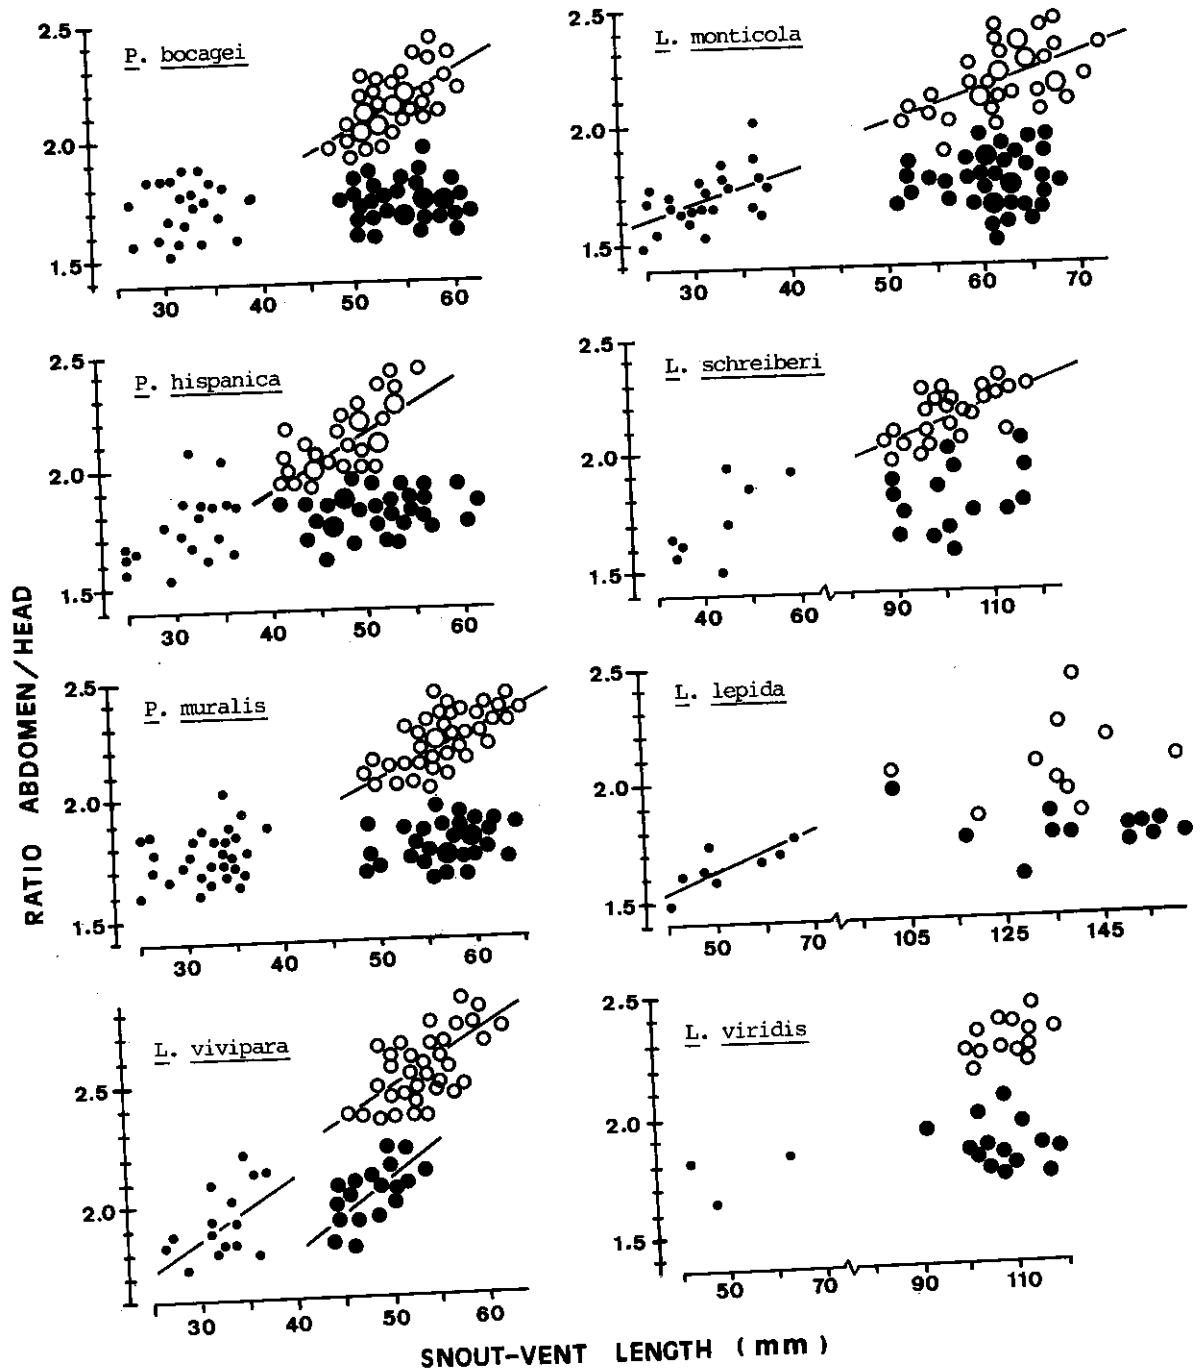 RATIO ABDOMEN/HEAD
P. bocagei
2.5
2.0
1.5
30 40 50 60
L. monticola
2.5
2.0
1.5
30 50 60 70
P. hispanica
2.5
2.0
1.5
30 40 50 60
L. schreiberi
2.5
2.0
1.5
40 60 90 110
P. muralis
2.5
2.0
1.5
30 50 60
L. lepida
2.5
2.0
1.5
50 70 105 125 145
L. vivipara
2.5
2.0
30 40 50 60
L. viridis
2.5
2.0
1.5
50 70 90 110
SNOUT-VENT LENGTH (mm)